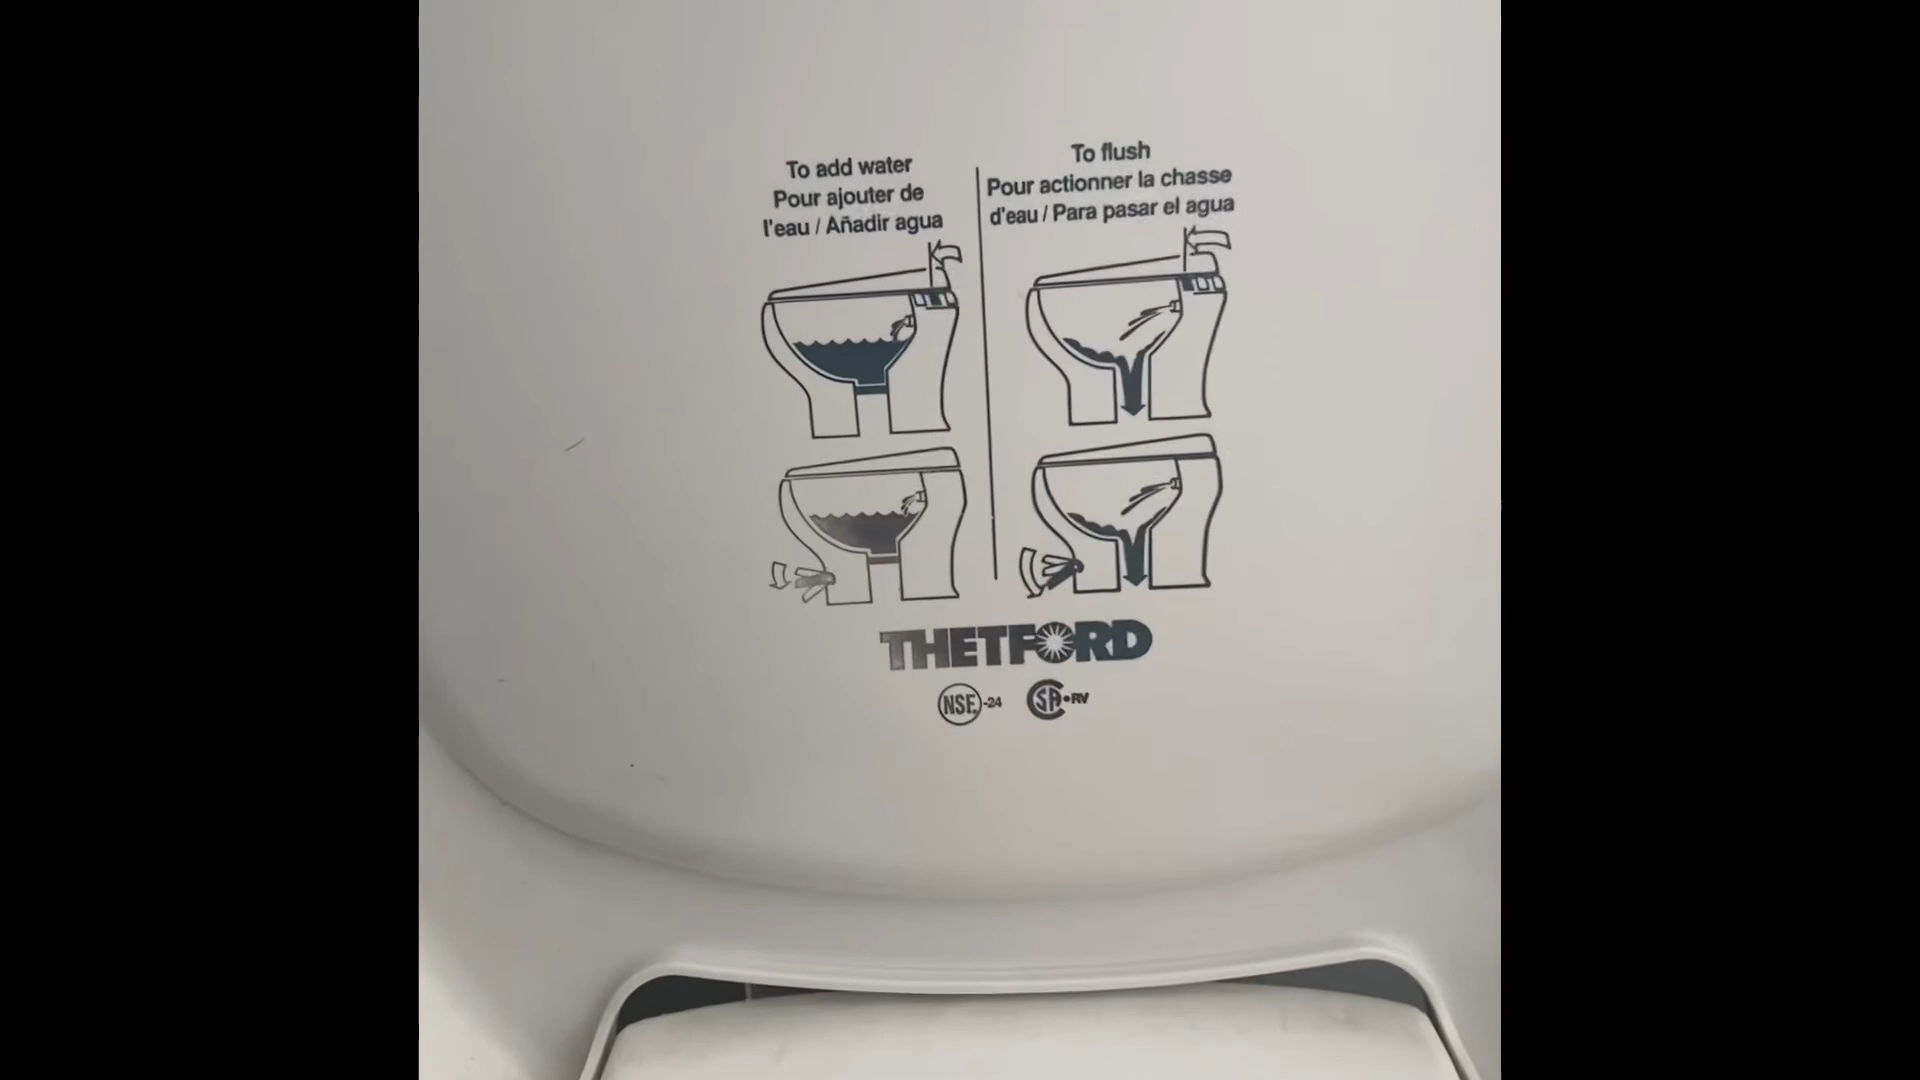 To add water
Pour ajouter de
l'eau / Añadir agua
To flush
Pour actionner la chasse
d'eau / Para pasar el agua
THETFORD
NSF.-24
CSA•RV